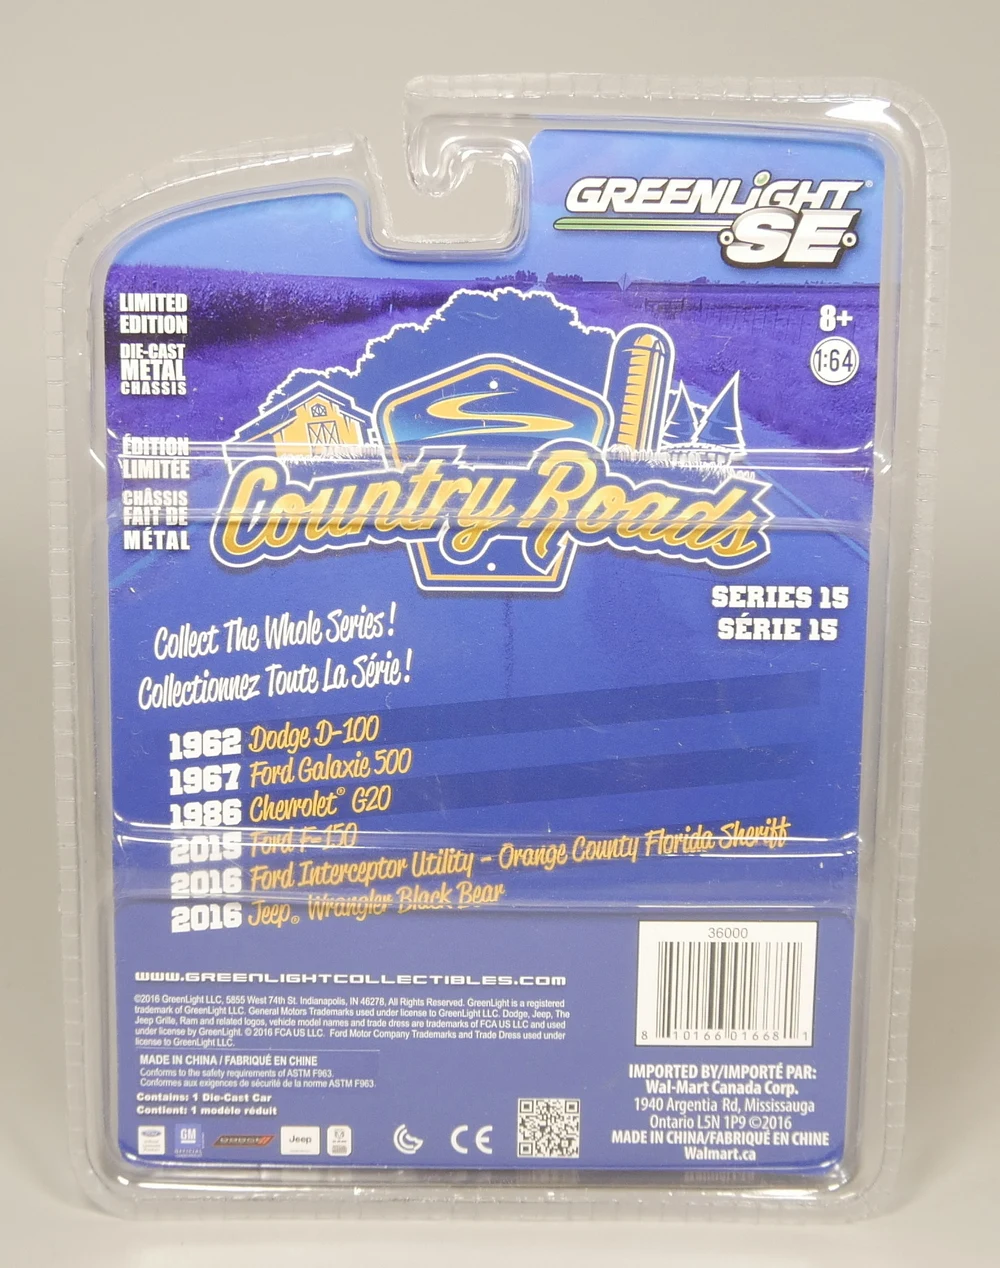 GREENLiGHT®
SE
LIMITED
EDITION
DIE-CAST
METAL
CHASSIS
8+
1:64
ÉDITION
LIMITÉE
CHÂSSIS
FAIT DE
MÉTAL
Country Roads
SERIES 15
SÉRIE 15
Collect The Whole Series!
Collectionnez Toute La Série!
1962 Dodge D-100
1967 Ford Galaxie 500
1986 Chevrolet® G20
2015 Ford F-150
2016 Ford Interceptor Utility - Orange County Florida Sheriff
2016 Jeep® Wrangler Black Bear
36000
8 10166 01668 1
www.GREENLIGHTCOLLECTIBLES.com
©2016 GreenLight LLC, 5855 West 74th St. Indianapolis, IN 46278, All Rights Reserved. GreenLight is a registered
trademark of GreenLight LLC. General Motors Trademarks used under license to GreenLight LLC. Dodge, Jeep, The
Jeep Grille, Ram and related logos, vehicle model names and trade dress are trademarks of FCA US LLC and used
under license by GreenLight. © 2016 FCA US LLC. Ford Motor Company Trademarks and Trade Dress used under
license to GreenLight LLC.
MADE IN CHINA / FABRIQUÉ EN CHINE
Conforms to the safety requirements of ASTM F963.
Conformes aux exigences de sécurité de la norme ASTM F963.
Contains: 1 Die-Cast Car
Contient: 1 modèle réduit
GM
OFFICIAL
DODGE
Jeep
CE
IMPORTED BY/IMPORTÉ PAR:
Wal-Mart Canada Corp.
1940 Argentia Rd, Mississauga
Ontario L5N 1P9 ©2016
MADE IN CHINA/FABRIQUÉ EN CHINE
Walmart.ca